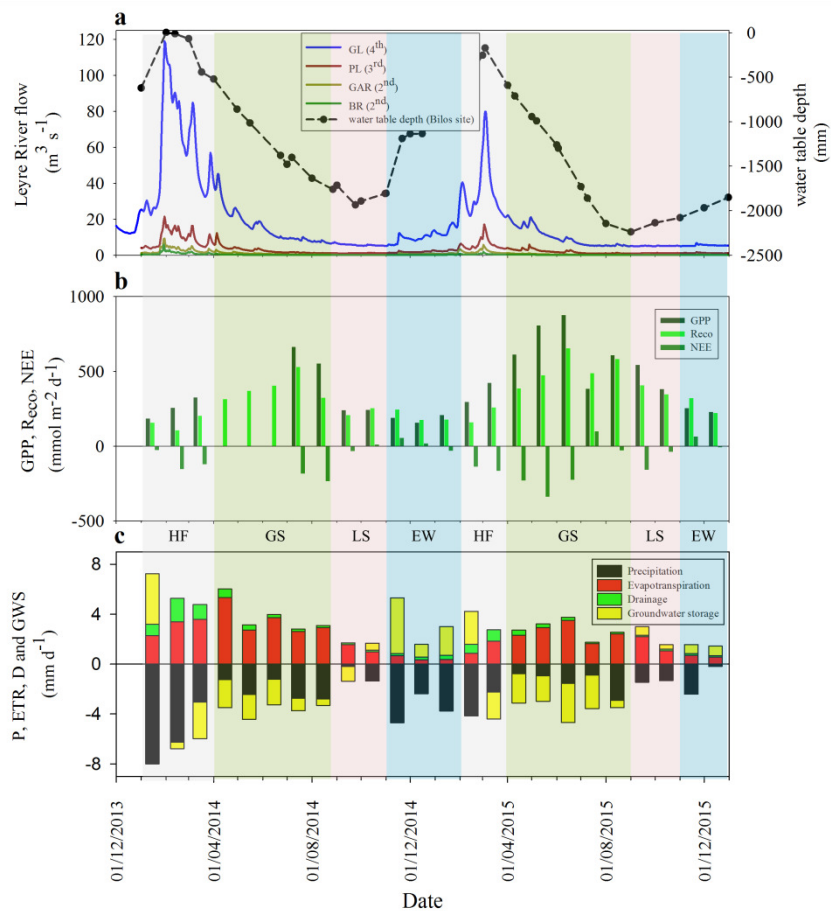 a
120
100
80
60
40
20
0
Leyre River flow
(m³ s⁻¹)
GL (4th)
PL (3rd)
GAR (2nd)
BR (2nd)
water table depth (Bilos site)
0
-500
-1000
-1500
-2000
-2500
water table depth
(mm)
b
1000
500
0
-500
GPP, Reco, NEE
(mmol m-2 d-1)
GPP
Reco
NEE
c
HF
GS
LS
EW
HF
GS
LS
EW
8
4
0
-4
-8
P, ETR, D and GWS
(mm d-1)
Precipitation
Evapotranspiration
Drainage
Groundwater storage
01/12/2013
01/04/2014
01/08/2014
01/12/2014
01/04/2015
01/08/2015
01/12/2015
Date